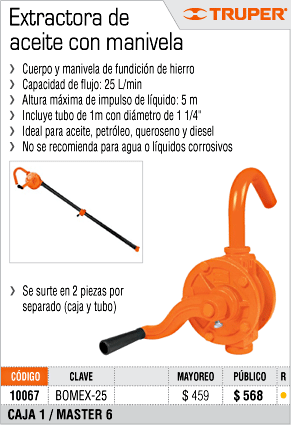 Extractora de
aceite con manivela
TRUPER®
› Cuerpo y manivela de fundición de hierro
› Capacidad de flujo: 25 L/min
› Altura máxima de impulso de líquido: 5 m
› Incluye tubo de 1m con diámetro de 1 1/4"
› Ideal para aceite, petróleo, queroseno y diesel
› No se recomienda para agua o líquidos corrosivos
› Se surte en 2 piezas por
separado (caja y tubo)
CÓDIGO CLAVE MAYOREO PÚBLICO R
10067 BOMEX-25 $ 459 $ 568
CAJA 1 / MASTER 6